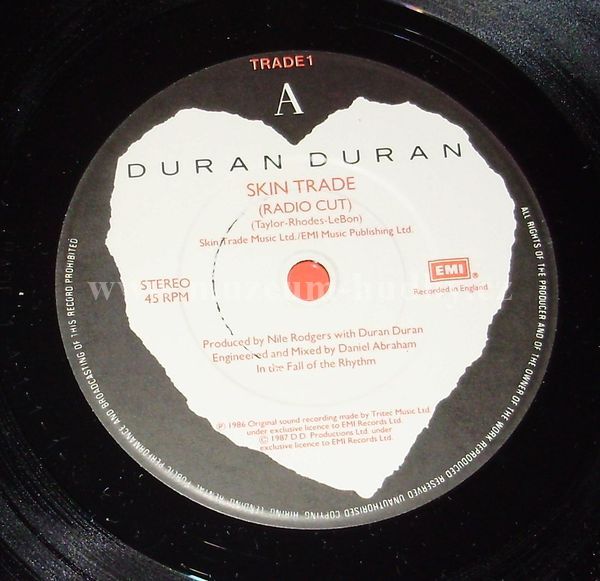 TRADE 1
A
DURAN DURAN
SKIN TRADE
(RADIO CUT)
(Taylor-Rhodes-LeBon)
Skin Trade Music Ltd./EMI Music Publishing Ltd.
STEREO
45 RPM
EMI®
Recorded in England
Produced by Nile Rodgers with Duran Duran
Engineered and Mixed by Daniel Abraham
In the Fall of the Rhythm
℗ 1986 Original sound recording made by Tritec Music Ltd.
under exclusive licence to EMI Records Ltd.
© 1987 D.D. Productions Ltd. under
exclusive licence to EMI Records Ltd.
ALL RIGHTS OF THE PRODUCER AND OF THE OWNER OF THE WORK REPRODUCED RESERVED UNAUTHORISED COPYING HIRING LENDING RENTAL PUBLIC PERFORMANCE AND BROADCASTING OF THIS RECORD PROHIBITED